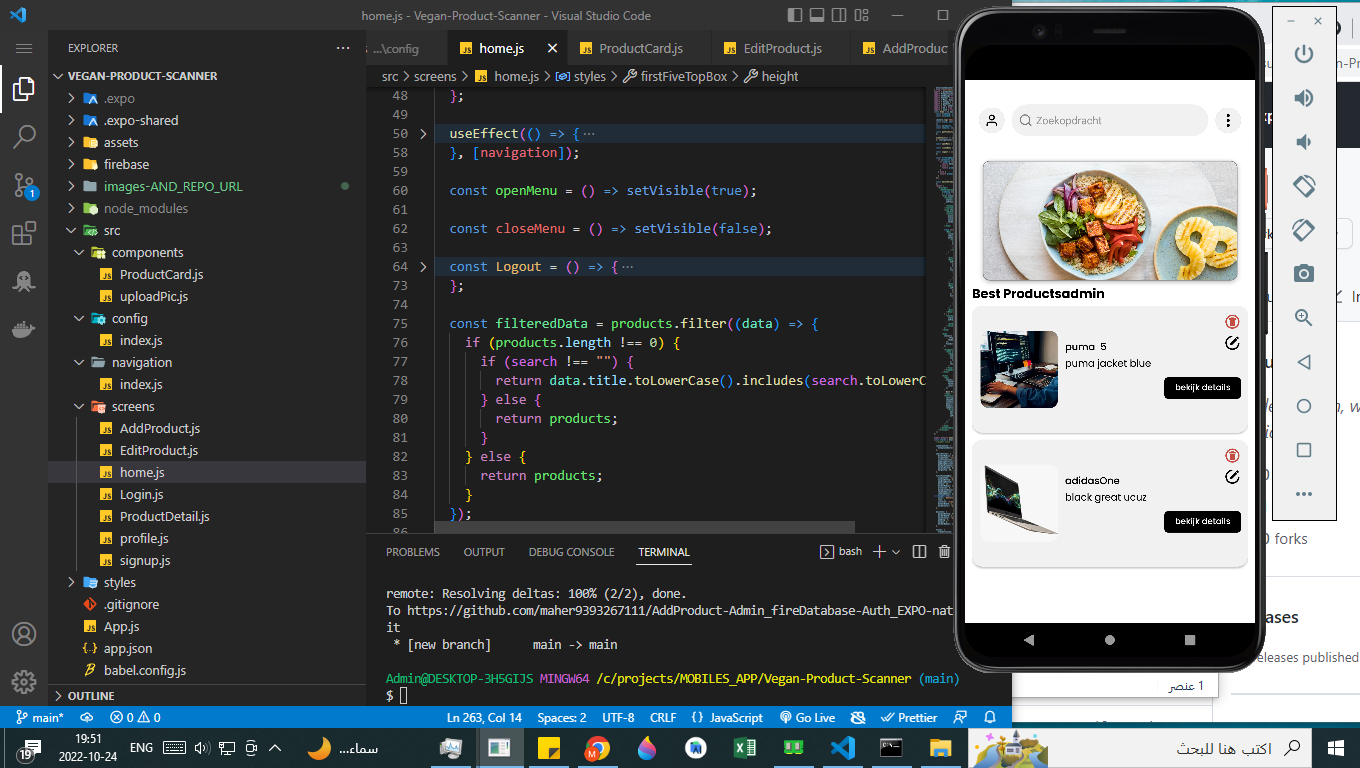 home.js - Vegan-Product-Scanner - Visual Studio Code
EXPLORER
VEGAN-PRODUCT-SCANNER
.expo
.expo-shared
assets
firebase
images-AND_REPO_URL
node_modules
src
components
ProductCard.js
uploadPic.js
config
index.js
navigation
index.js
screens
AddProduct.js
EditProduct.js
home.js
Login.js
ProductDetail.js
profile.js
signup.js
styles
.gitignore
App.js
app.json
babel.config.js
OUTLINE
...\config
home.js
ProductCard.js
EditProduct.js
AddProduc
src > screens > home.js > styles > firstFiveTopBox > height
48 };
49
50 useEffect(() => { ···
58 }, [navigation]);
59
60 const openMenu = () => setVisible(true);
61
62 const closeMenu = () => setVisible(false);
63
64 const Logout = () => { ···
73 };
74
75 const filteredData = products.filter((data) => {
76 if (products.length !== 0) {
77 if (search !== "") {
78 return data.title.toLowerCase().includes(search.toLowerC
79 } else {
80 return products;
81 }
82 } else {
83 return products;
84 }
85 });
86
PROBLEMS
OUTPUT
DEBUG CONSOLE
TERMINAL
bash
remote: Resolving deltas: 100% (2/2), done.
To https://github.com/maher9393267111/AddProduct-Admin_fireDatabase-Auth_EXPO-nat
it
* [new branch] main -> main
Admin@DESKTOP-3H5GIJS MINGW64 /c/projects/MOBILES_APP/Vegan-Product-Scanner (main)
$
1
main*
0 0
Ln 263, Col 14
Spaces: 2
UTF-8
CRLF
{} JavaScript
Go Live
Prettier
Zoekopdracht
Best Productsadmin
puma 5
puma jacket blue
bekijk details
adidasOne
black great ucuz
bekijk details
0 forks
eases
eleases published
1 عنصر
19
19:51
2022-10-24
ENG
سماء...
اكتب هنا للبحث